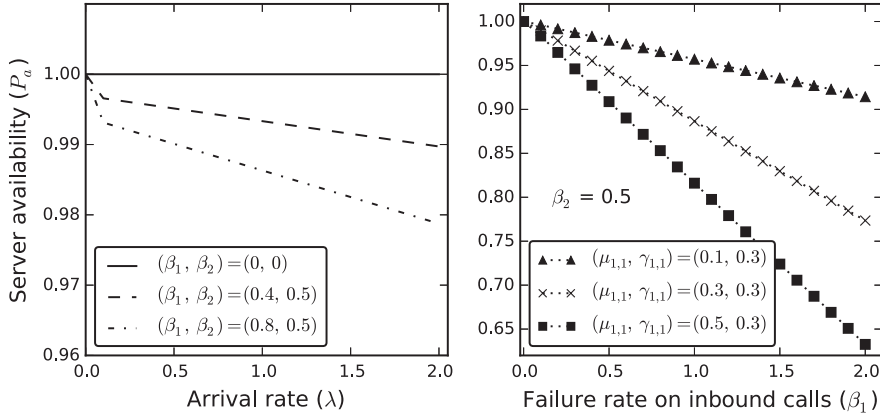 Server availability (Pₐ)
1.00
0.99
0.98
0.97
0.96
(β₁, β₂)=(0, 0)
(β₁, β₂)=(0.4, 0.5)
(β₁, β₂)=(0.8, 0.5)
0.0 0.5 1.0 1.5 2.0
Arrival rate (λ)
1.00
0.95
0.90
0.85
0.80
0.75
0.70
0.65
β₂ = 0.5
(μ₁,₁, γ₁,₁)=(0.1, 0.3)
(μ₁,₁, γ₁,₁)=(0.3, 0.3)
(μ₁,₁, γ₁,₁)=(0.5, 0.3)
0.0 0.5 1.0 1.5 2.0
Failure rate on inbound calls (β₁)